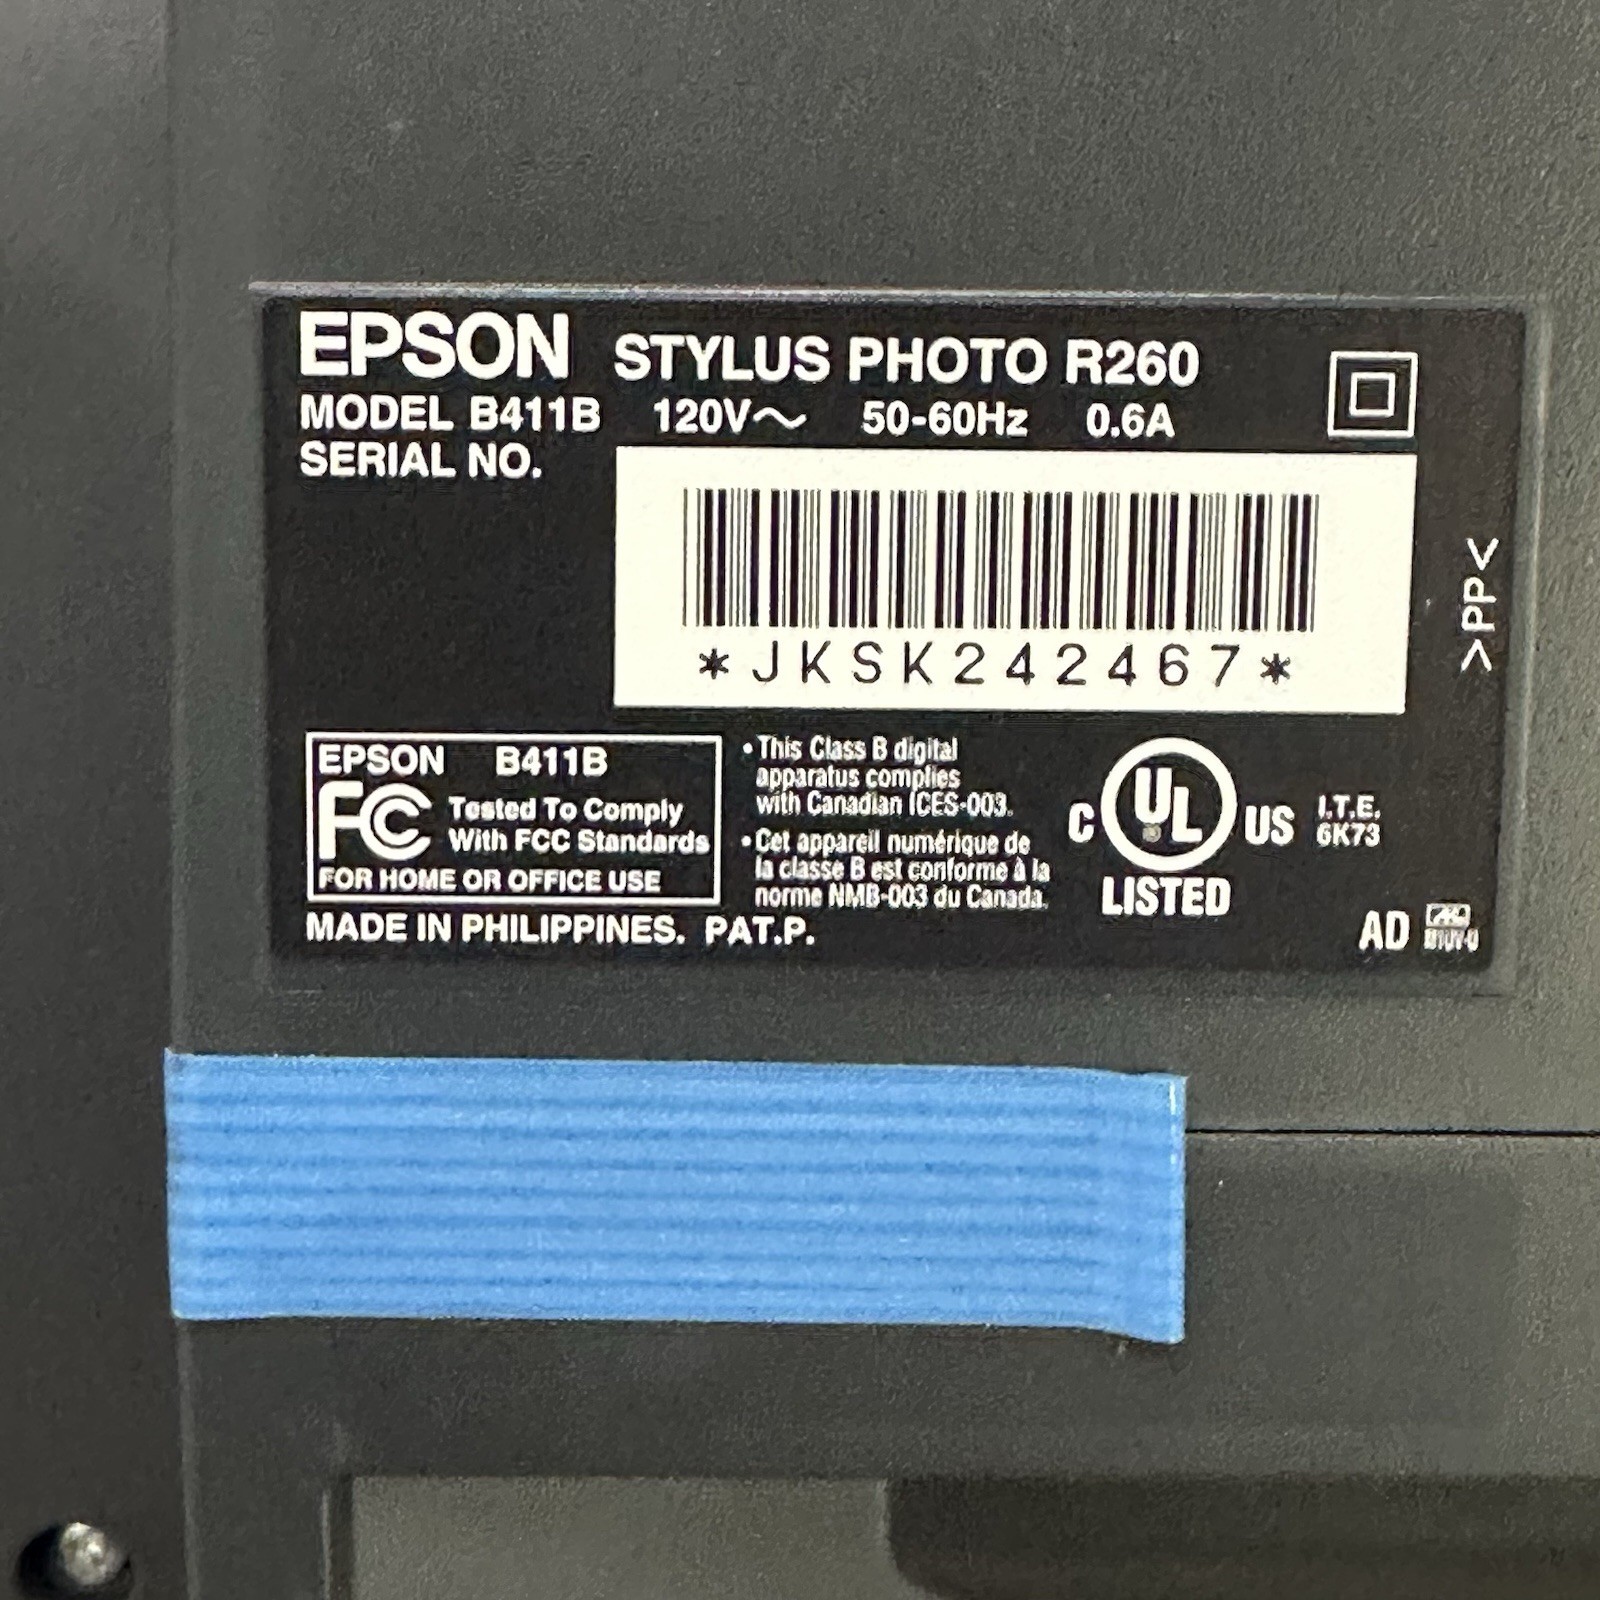 EPSON STYLUS PHOTO R260
MODEL B411B 120V～ 50-60Hz 0.6A
SERIAL NO.
*JKSK242467*
>PP<
EPSON B411B
FC Tested To Comply
With FCC Standards
FOR HOME OR OFFICE USE
MADE IN PHILIPPINES. PAT.P.
•This Class B digital
apparatus complies
with Canadian ICES-003.
•Cet appareil numérique de
la classe B est conforme à la
norme NMB-003 du Canada.
C UL US
LISTED
I.T.E.
6K73
AD